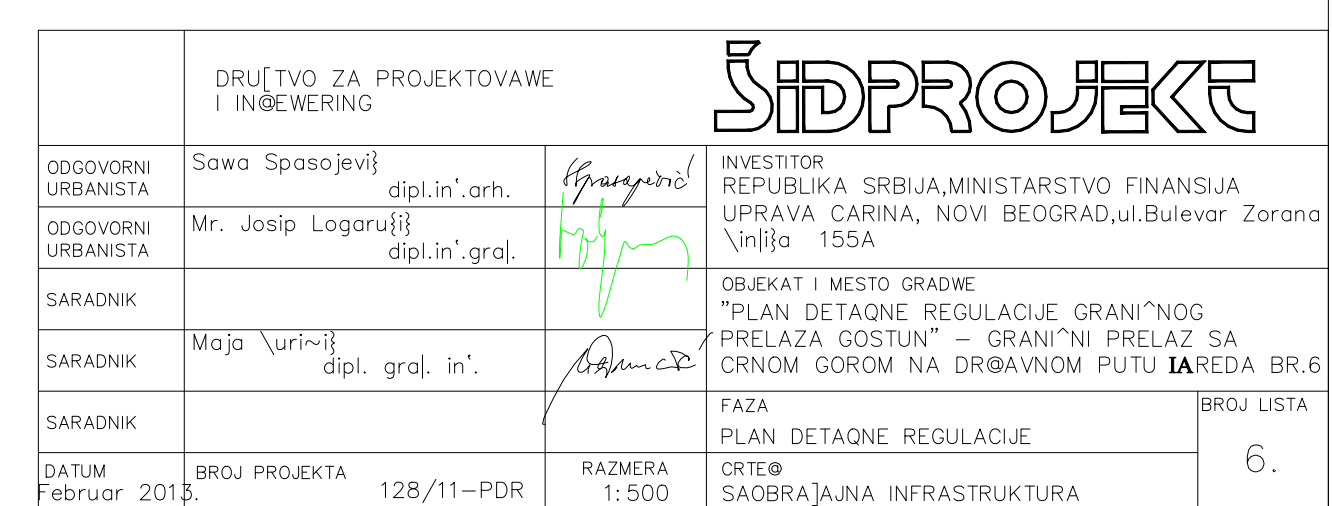 DRU[TVO ZA PROJEKTOVAWE
I IN@EWERING
ŠIDPROJEKT
ODGOVORNI
URBANISTA
Sawa Spasojevi}
dipl.in`.arh.
Spasojević
INVESTITOR
REPUBLIKA SRBIJA,MINISTARSTVO FINANSIJA
UPRAVA CARINA, NOVI BEOGRAD,ul.Bulevar Zorana
\in|i}a 155A
ODGOVORNI
URBANISTA
Mr. Josip Logaru{i}
dipl.in`.gra|.
SARADNIK
OBJEKAT I MESTO GRADWE
"PLAN DETAQNE REGULACIJE GRANI^NOG
PRELAZA GOSTUN" – GRANI^NI PRELAZ SA
CRNOM GOROM NA DR@AVNOM PUTU IA REDA BR.6
SARADNIK
Maja \uri~i}
dipl. gra|. in`.
SARADNIK
FAZA
PLAN DETAQNE REGULACIJE
BROJ LISTA
6.
DATUM
Februar 2013.
BROJ PROJEKTA
128/11–PDR
RAZMERA
1:500
CRTE@
SAOBRA]AJNA INFRASTRUKTURA